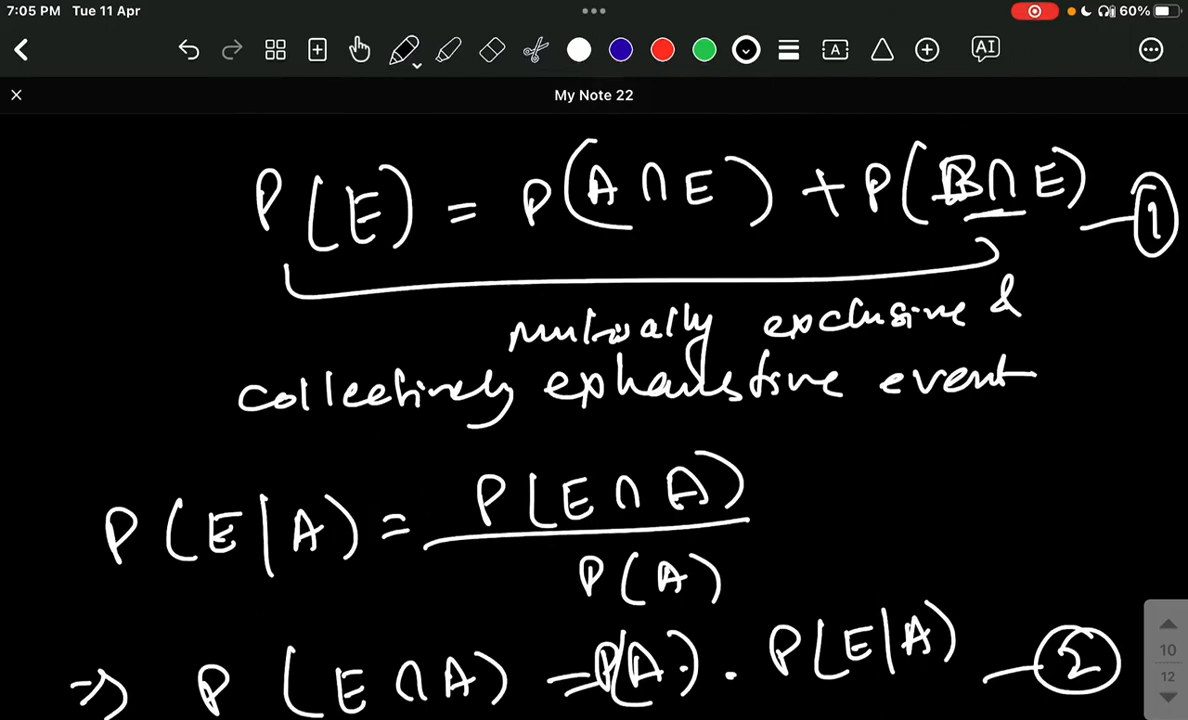 7:05 PM Tue 11 Apr
60%
A
AI
My Note 22
P(E) = P(A ∩ E) + P(B ∩ E) — 1
mutually exclusive &
collectively exhaustive event
P(E|A) = P(E ∩ A)
P(A)
⇒ P(E ∩ A) = P(A) . P(E|A) — 2
10
12